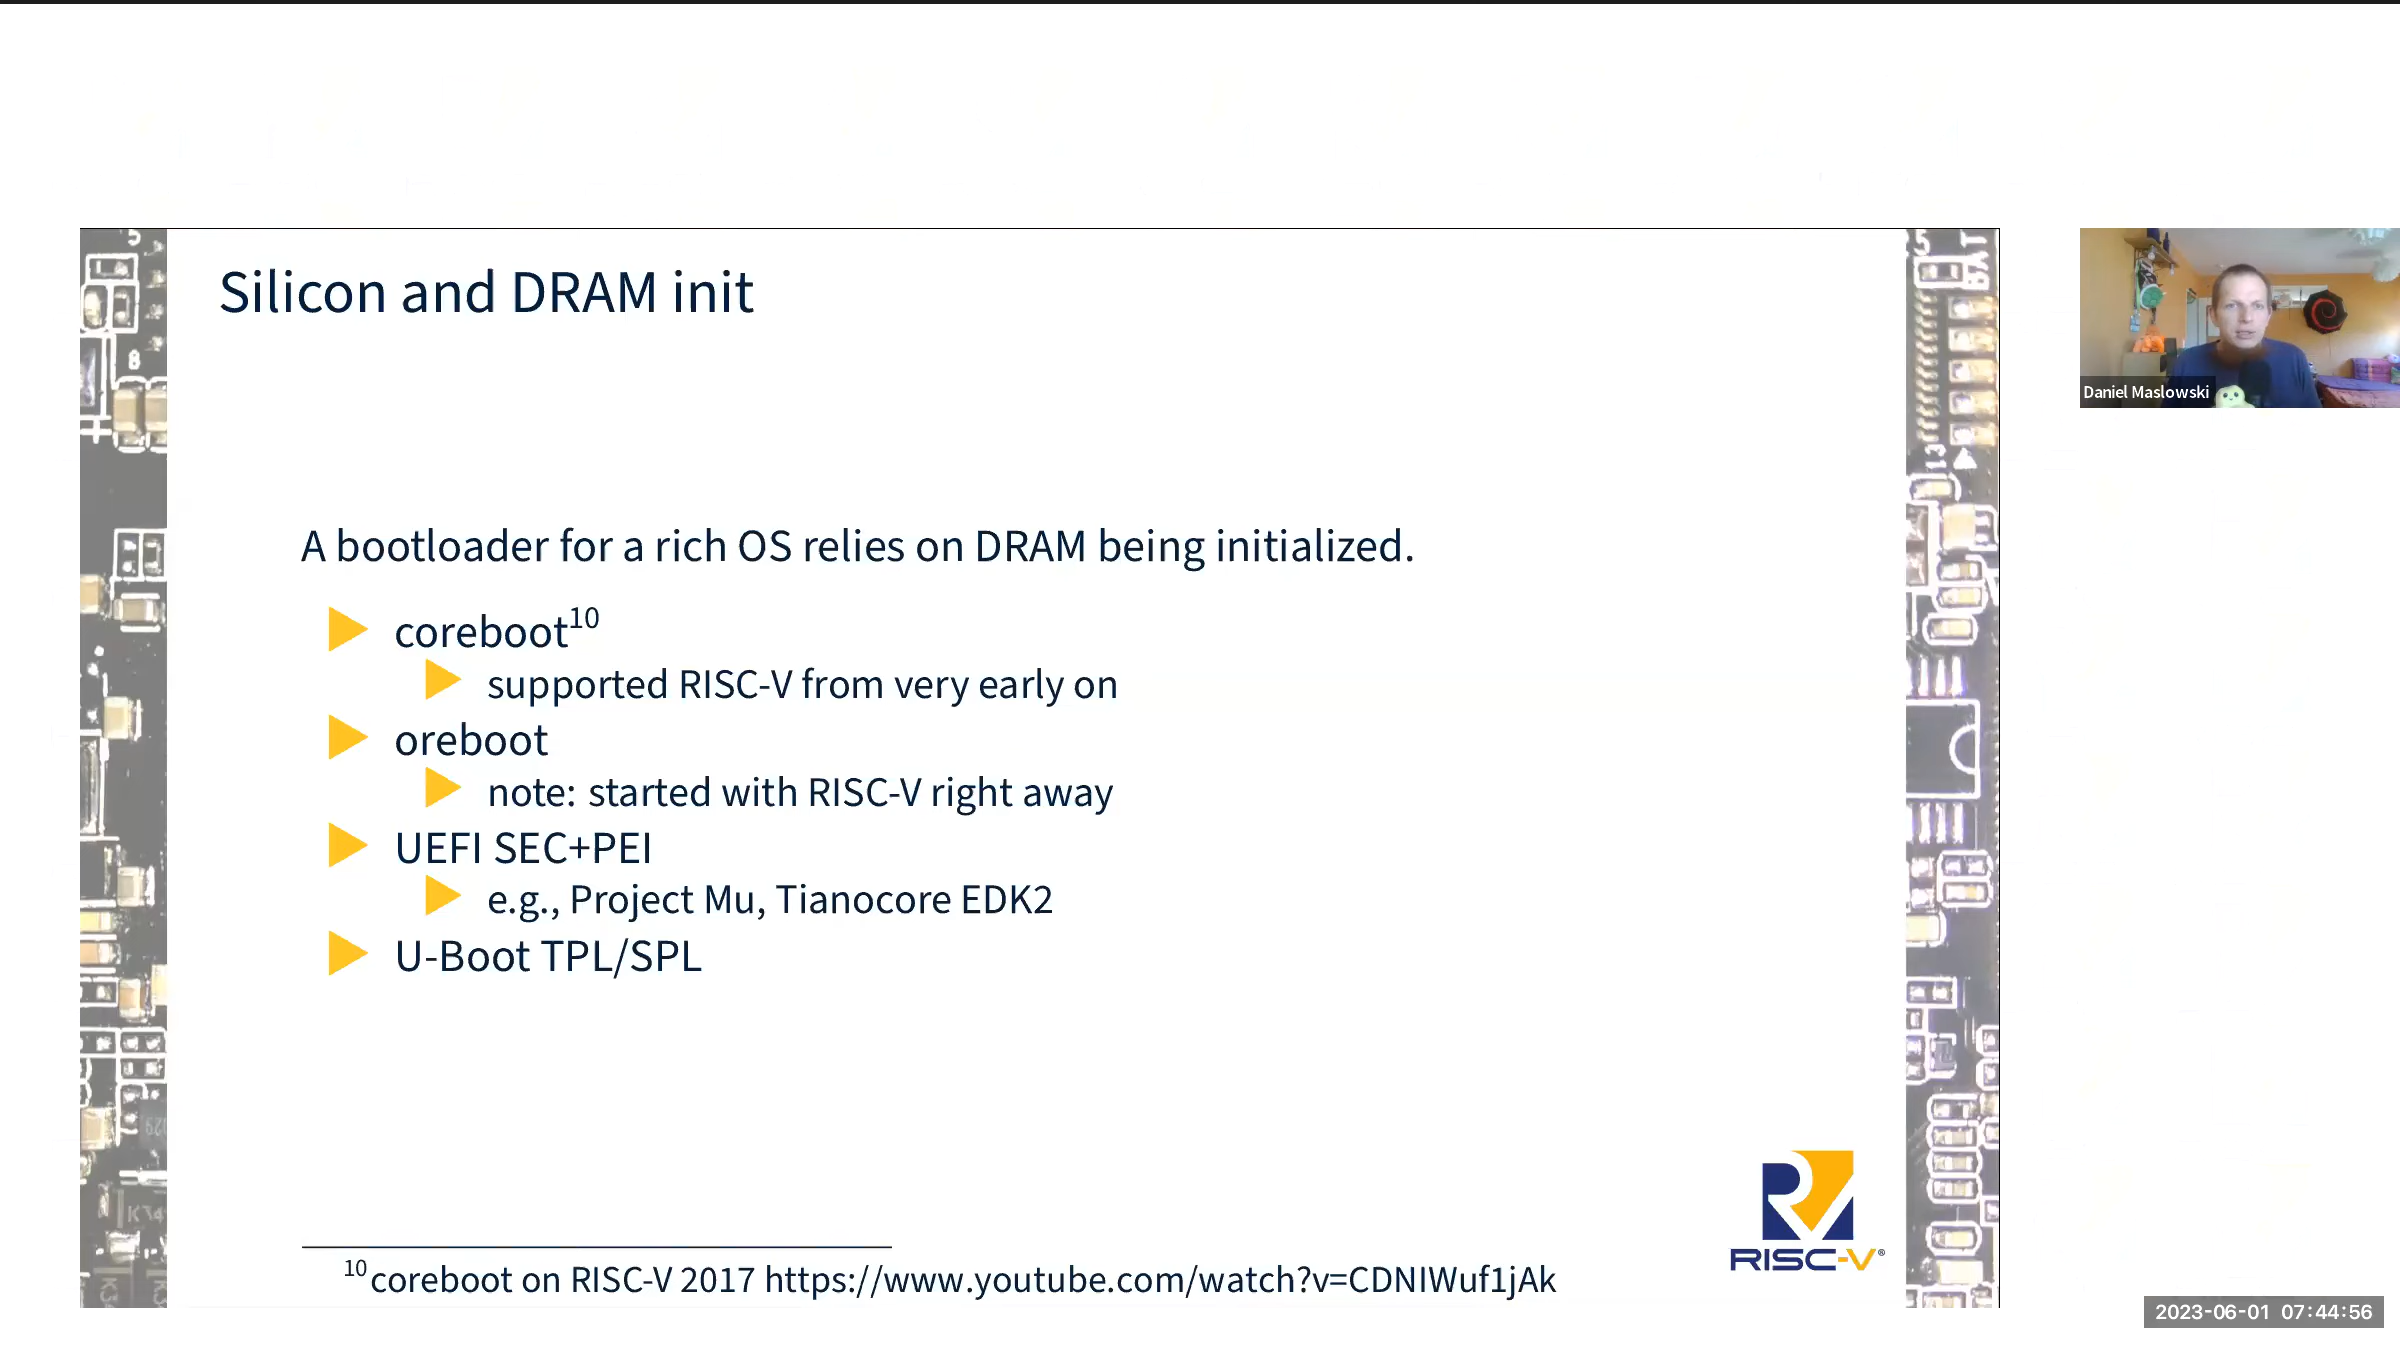 Silicon and DRAM init
A bootloader for a rich OS relies on DRAM being initialized.
coreboot10
supported RISC-V from very early on
oreboot
note: started with RISC-V right away
UEFI SEC+PEI
e.g., Project Mu, Tianocore EDK2
U-Boot TPL/SPL
10 coreboot on RISC-V 2017 https://www.youtube.com/watch?v=CDNIWuf1jAk
RISC-V®
Daniel Maslowski
2023-06-01 07:44:56